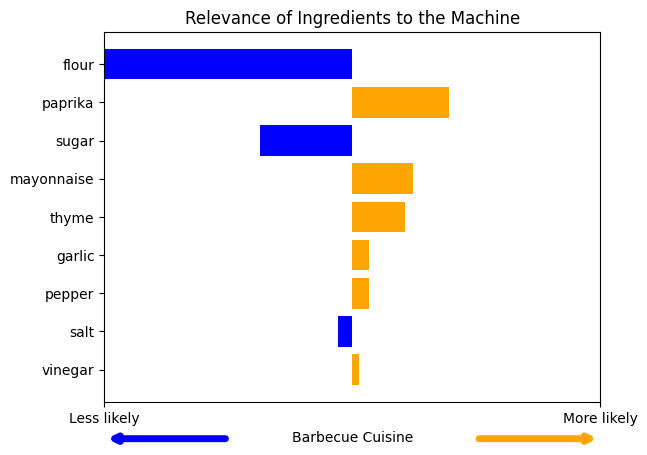 Relevance of Ingredients to the Machine
flour
paprika
sugar
mayonnaise
thyme
garlic
pepper
salt
vinegar
Less likely
More likely
Barbecue Cuisine